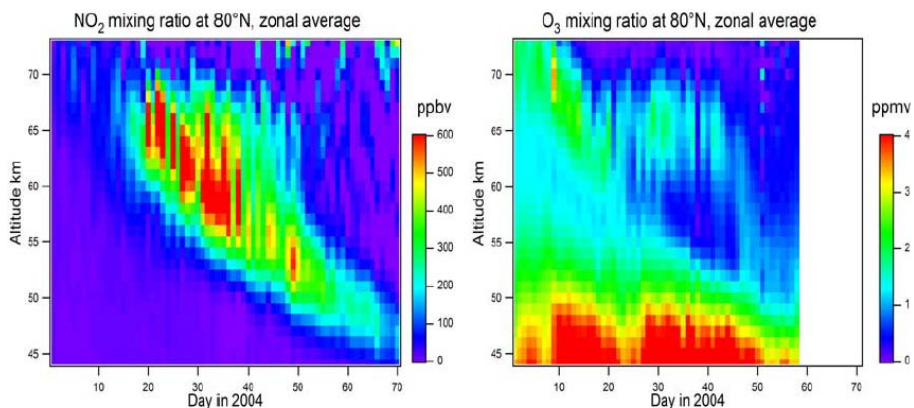 NO2 mixing ratio at 80°N, zonal average
ppbv
600
500
400
300
200
100
0
Altitude km
70
65
60
55
50
45
10 20 30 40 50 60 70
Day in 2004
O3 mixing ratio at 80°N, zonal average
ppmv
4
3
2
1
0
Altitude km
70
65
60
55
50
45
10 20 30 40 50 60 70
Day in 2004